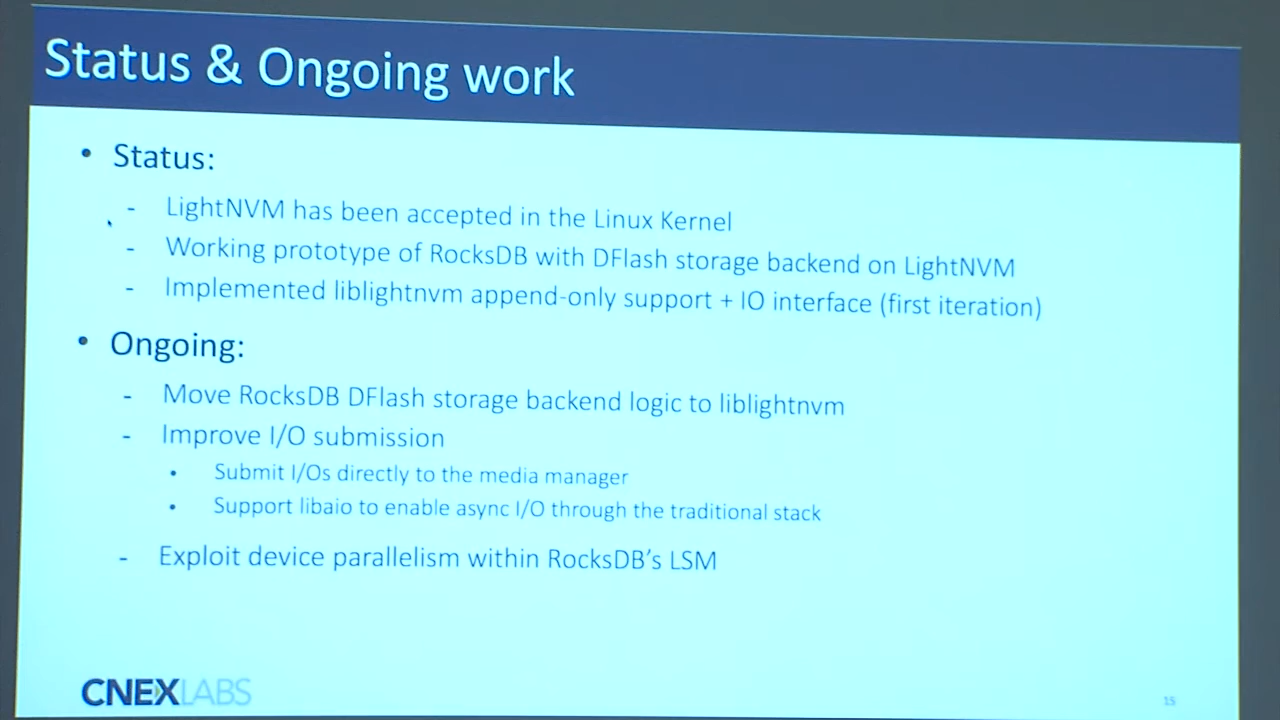 Status & Ongoing work
• Status:
- LightNVM has been accepted in the Linux Kernel
- Working prototype of RocksDB with DFlash storage backend on LightNVM
- Implemented liblightnvm append-only support + IO interface (first iteration)
• Ongoing:
- Move RocksDB DFlash storage backend logic to liblightnvm
- Improve I/O submission
• Submit I/Os directly to the media manager
• Support libaio to enable async I/O through the traditional stack
- Exploit device parallelism within RocksDB's LSM
CNEXLABS
15